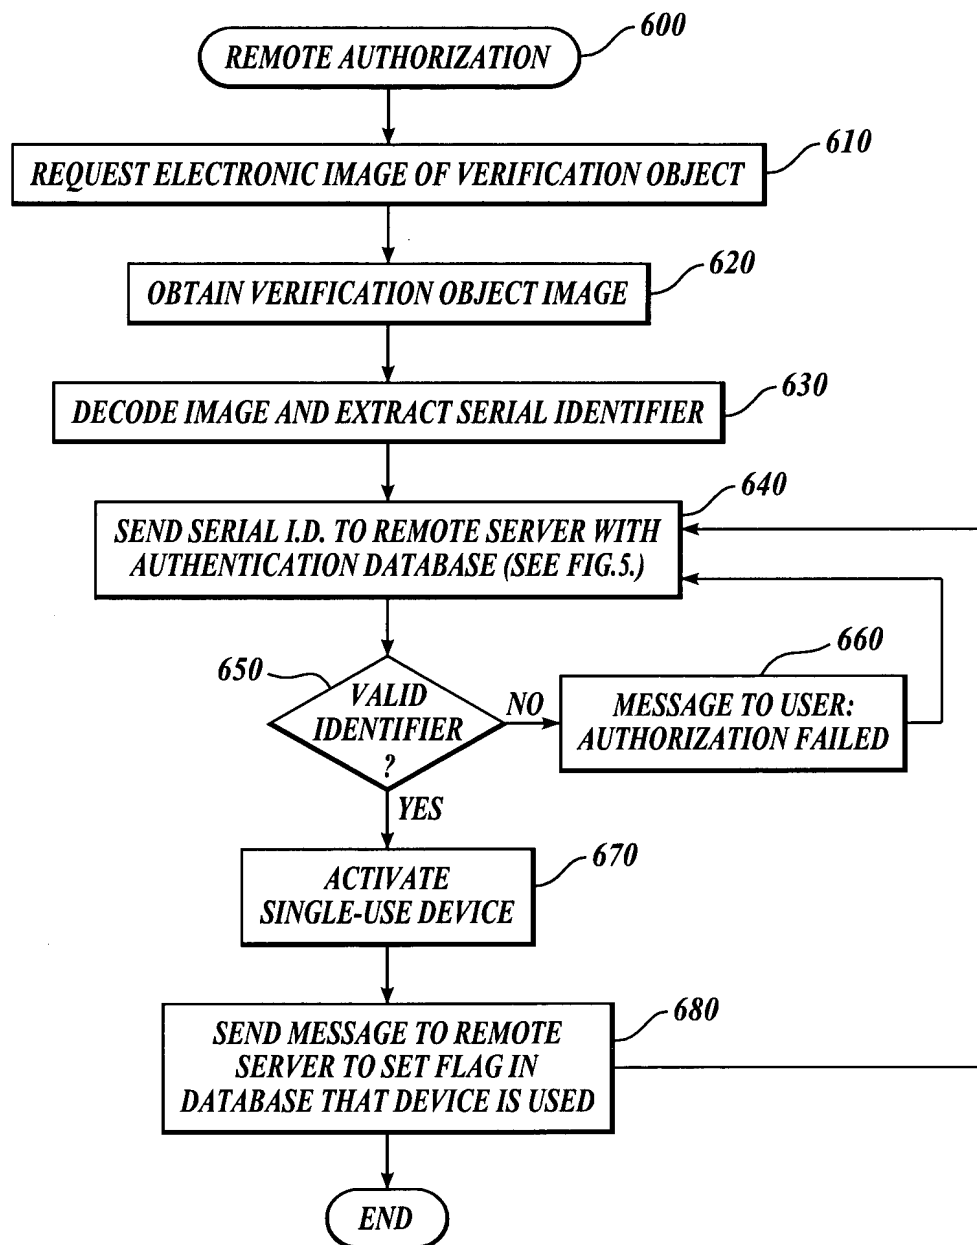 600
REMOTE AUTHORIZATION
610
REQUEST ELECTRONIC IMAGE OF VERIFICATION OBJECT
620
OBTAIN VERIFICATION OBJECT IMAGE
630
DECODE IMAGE AND EXTRACT SERIAL IDENTIFIER
640
SEND SERIAL I.D. TO REMOTE SERVER WITH
AUTHENTICATION DATABASE (SEE FIG.5.)
650
VALID
IDENTIFIER
?
NO
660
MESSAGE TO USER:
AUTHORIZATION FAILED
YES
670
ACTIVATE
SINGLE-USE DEVICE
680
SEND MESSAGE TO REMOTE
SERVER TO SET FLAG IN
DATABASE THAT DEVICE IS USED
END